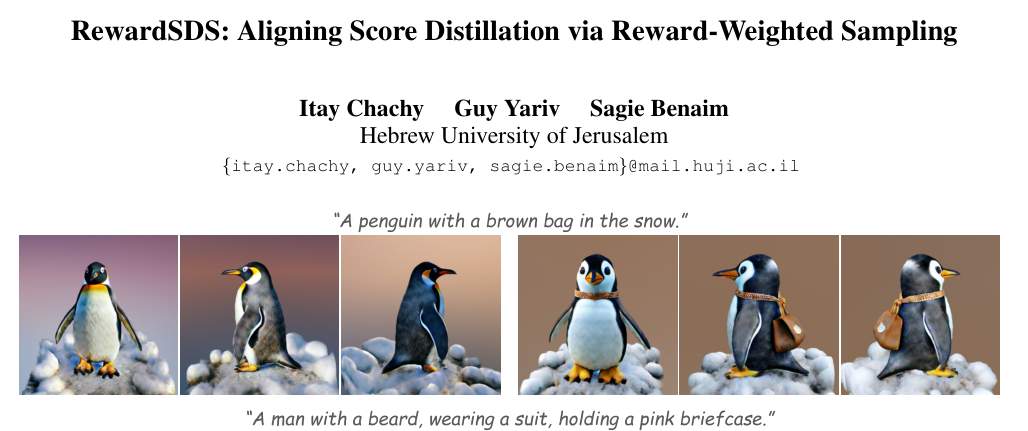 RewardSDS: Aligning Score Distillation via Reward-Weighted Sampling
Itay Chachy Guy Yariv Sagie Benaim
Hebrew University of Jerusalem
{itay.chachy, guy.yariv, sagie.benaim}@mail.huji.ac.il
“A penguin with a brown bag in the snow.”
“A man with a beard, wearing a suit, holding a pink briefcase.”